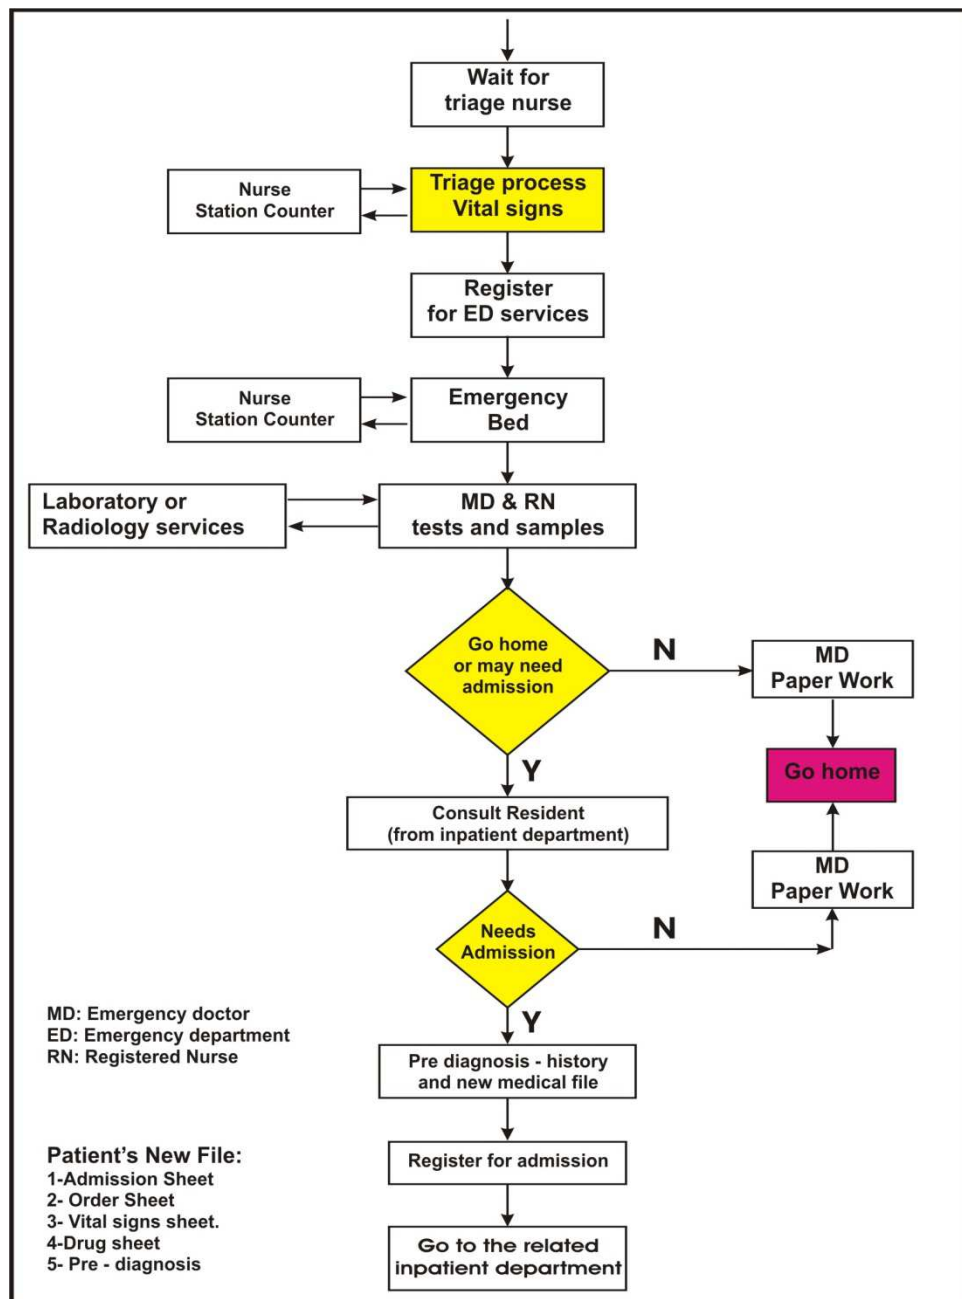 Wait for
triage nurse
Nurse
Station Counter
Triage process
Vital signs
Register
for ED services
Nurse
Station Counter
Emergency
Bed
Laboratory or
Radiology services
MD & RN
tests and samples
Go home
or may need
admission
N
MD
Paper Work
Go home
Y
Consult Resident
(from inpatient department)
MD
Paper Work
Needs
Admission
N
Y
MD: Emergency doctor
ED: Emergency department
RN: Registered Nurse
Pre diagnosis - history
and new medical file
Register for admission
Go to the related
inpatient department
Patient's New File:
1-Admission Sheet
2- Order Sheet
3- Vital signs sheet.
4-Drug sheet
5- Pre - diagnosis